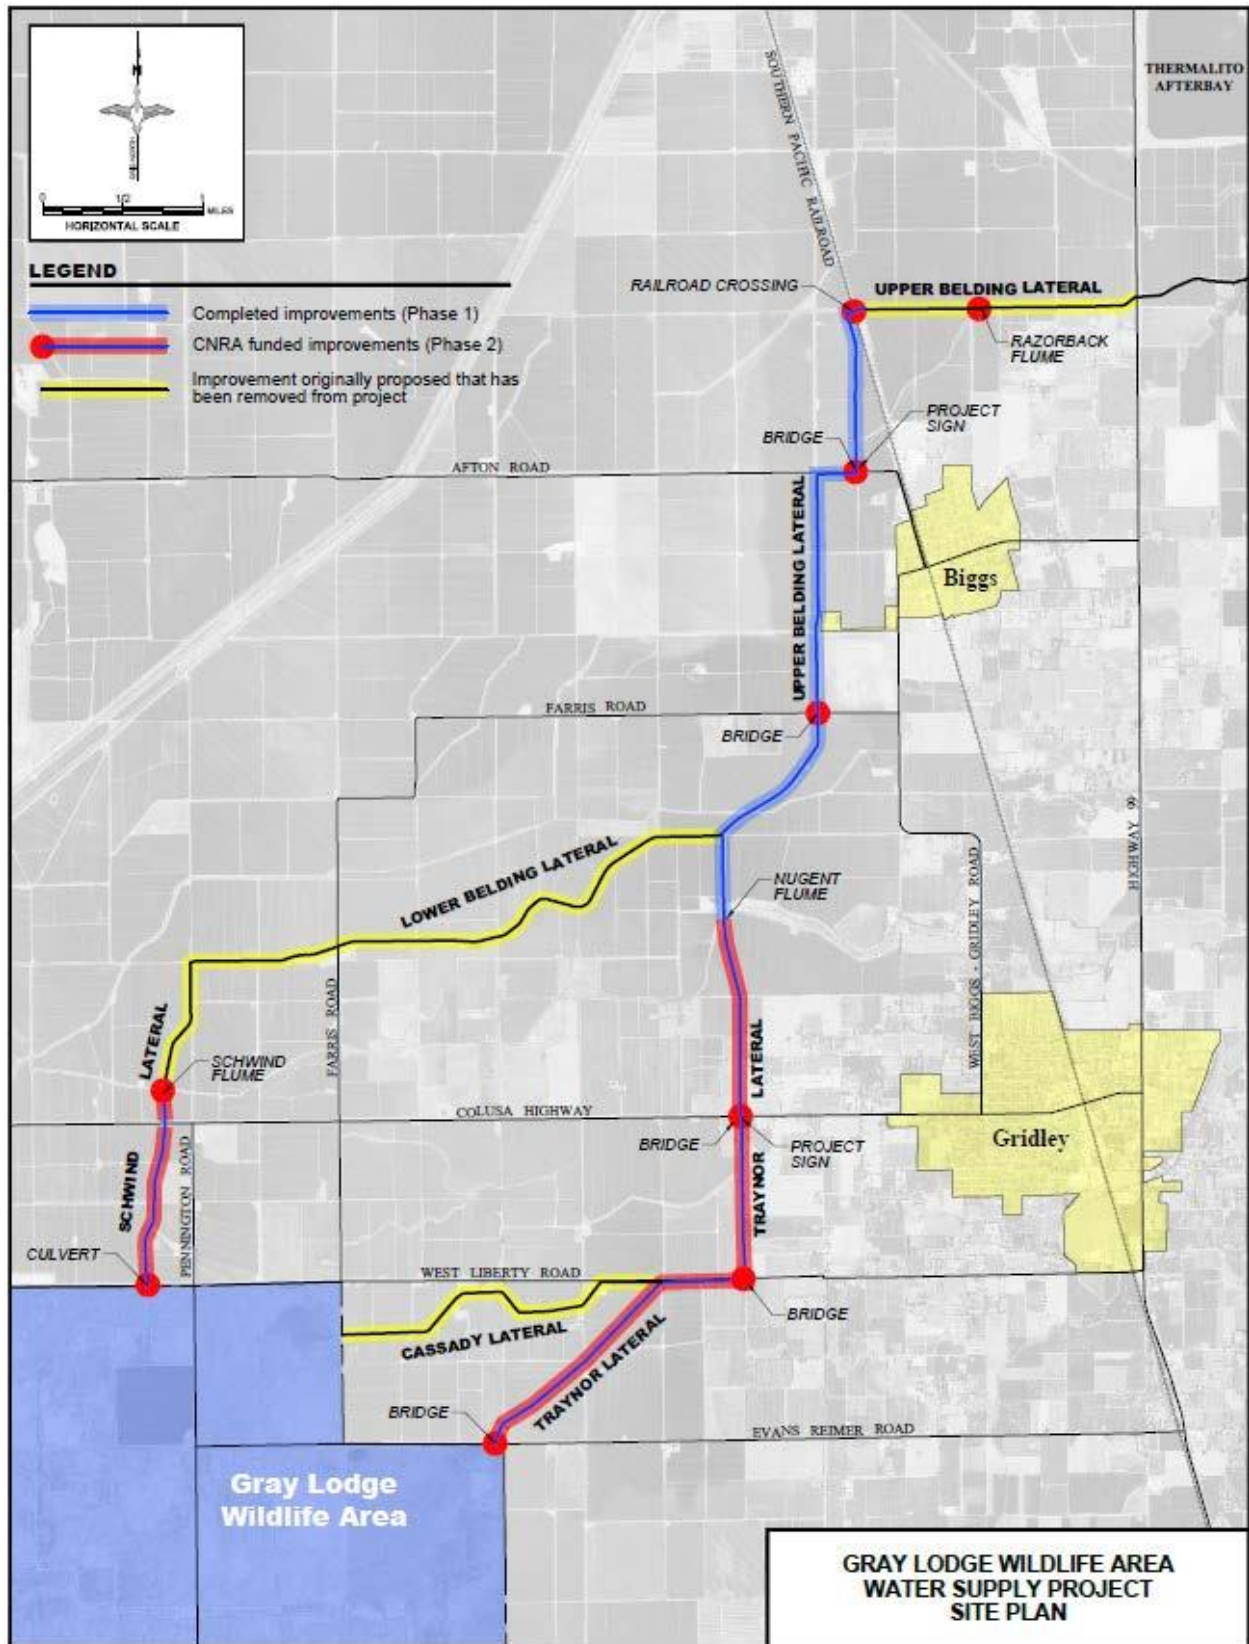 THERMALITO
AFTERBAY
SOUTHERN PACIFIC RAILROAD
N
0 1/2 1
MILES
HORIZONTAL SCALE
LEGEND
Completed improvements (Phase 1)
CNRA funded improvements (Phase 2)
Improvement originally proposed that has
been removed from project
RAILROAD CROSSING
UPPER BELDING LATERAL
RAZORBACK
FLUME
PROJECT
SIGN
BRIDGE
AFTON ROAD
UPPER BELDING LATERAL
Biggs
FARRIS ROAD
BRIDGE
HIGHWAY 99
LOWER BELDING LATERAL
NUGENT
FLUME
WEST BIGGS - GRIDLEY ROAD
FARRIS ROAD
LATERAL
SCHWIND
FLUME
LATERAL
COLUSA HIGHWAY
BRIDGE
PROJECT
SIGN
Gridley
SCHWIND
PENNINGTON ROAD
TRAYNOR
CULVERT
WEST LIBERTY ROAD
BRIDGE
CASSADY LATERAL
TRAYNOR LATERAL
BRIDGE
EVANS REIMER ROAD
Gray Lodge
Wildlife Area
GRAY LODGE WILDLIFE AREA
WATER SUPPLY PROJECT
SITE PLAN